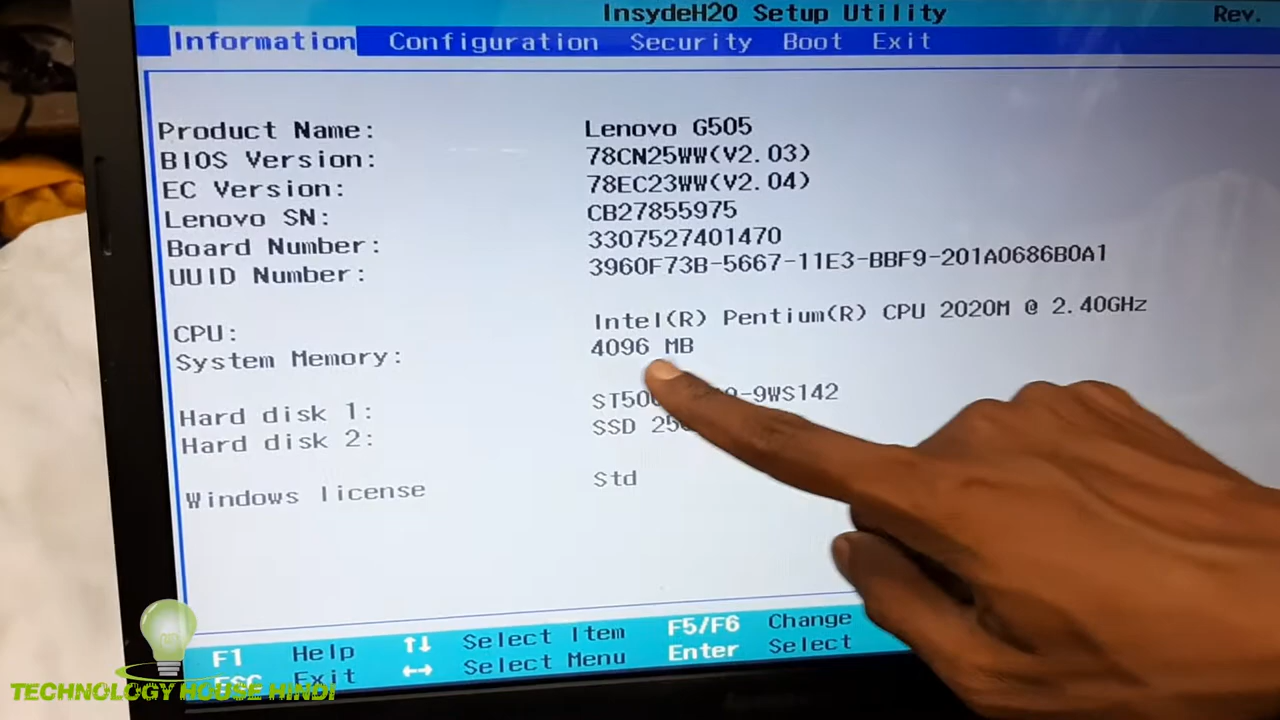 InsydeH20 Setup Utility Rev.
Information Configuration Security Boot Exit
Product Name: Lenovo G505
BIOS Version: 78CN25WW(V2.03)
EC Version: 78EC23WW(V2.04)
Lenovo SN: CB27855975
Board Number: 3307527401470
UUID Number: 3960F73B-5667-11E3-BBF9-201A0686B0A1
CPU: Intel(R) Pentium(R) CPU 2020M @ 2.40GHz
System Memory: 4096 MB
Hard disk 1: -9WS142
Hard disk 2: SSD
Windows license Std
F1 Help ↑↓ Select Item F5/F6 Change
ESC Exit ↔ Select Menu Enter Select
TECHNOLOGY HOUSE HINDI